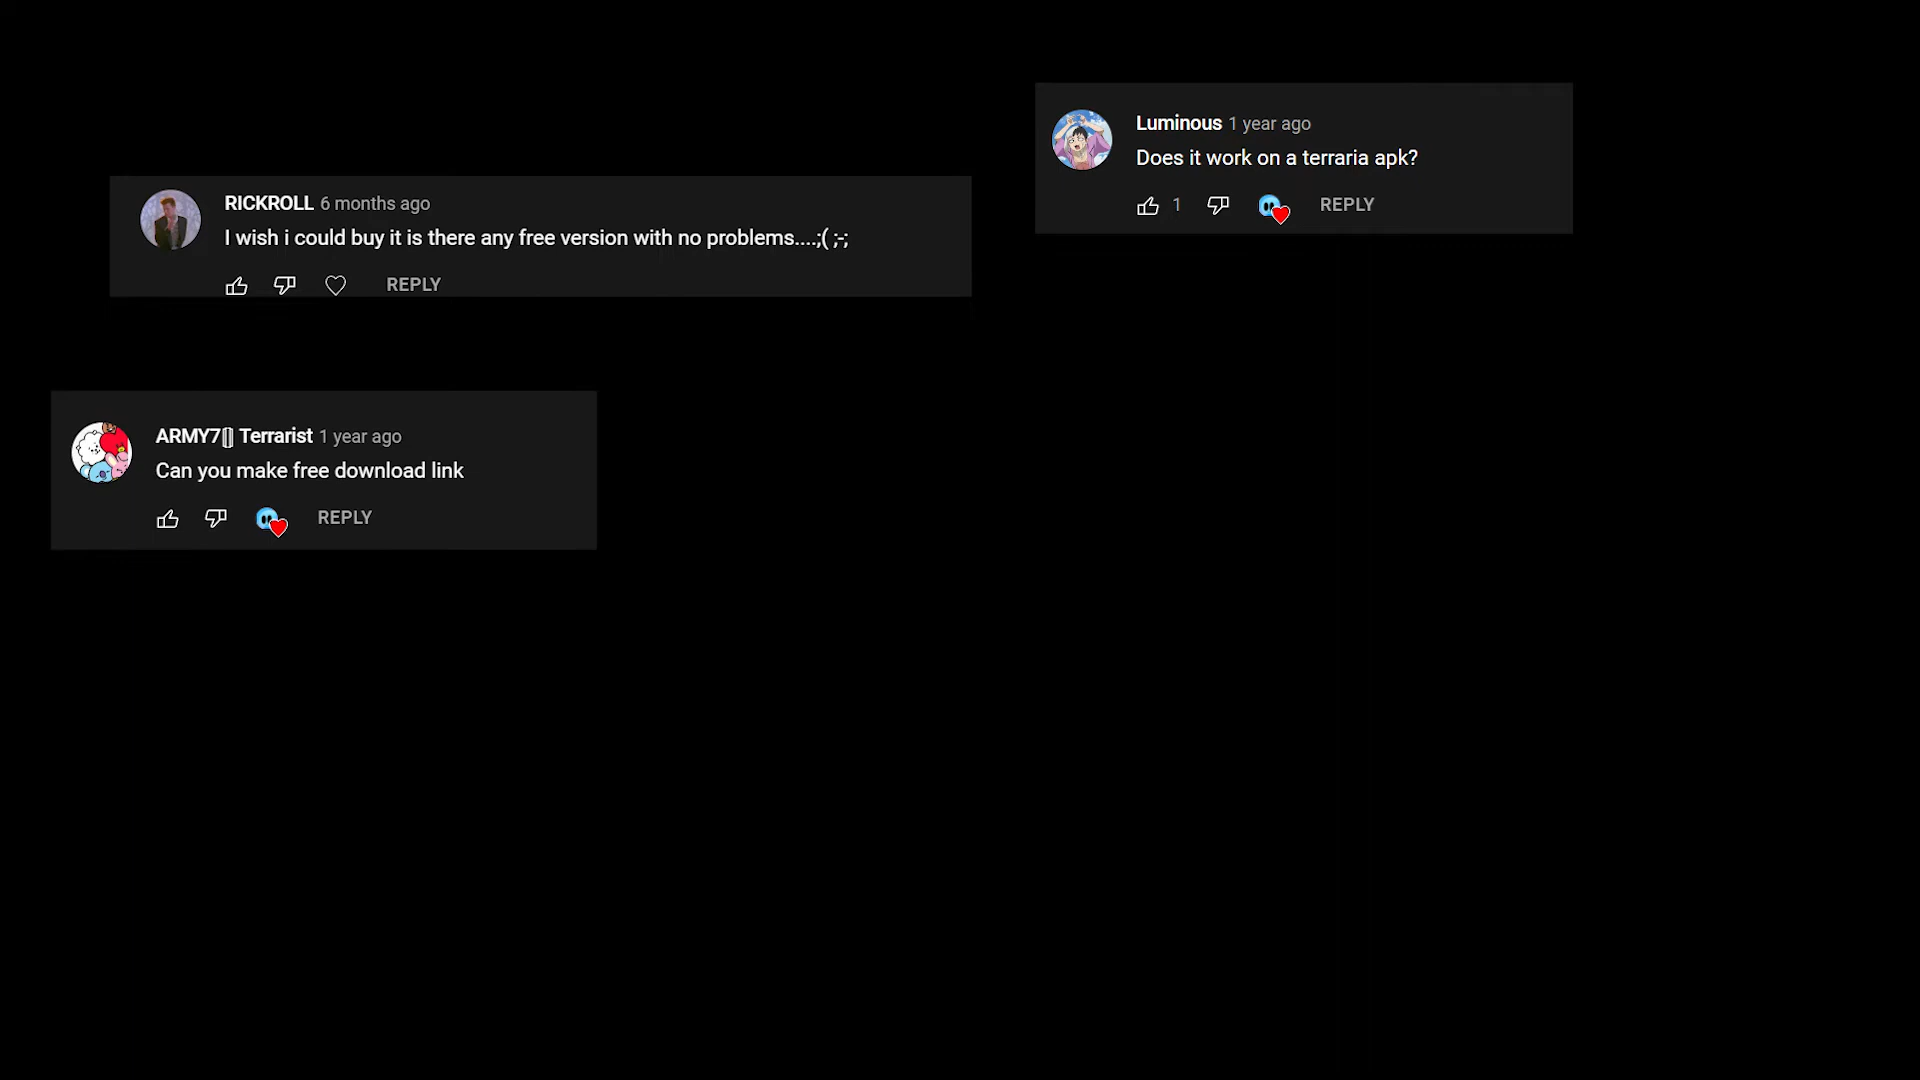 Luminous 1 year ago
Does it work on a terraria apk?
1 REPLY
RICKROLL 6 months ago
I wish i could buy it is there any free version with no problems....;( ;-;
REPLY
ARMY7▯ Terrarist 1 year ago
Can you make free download link
REPLY